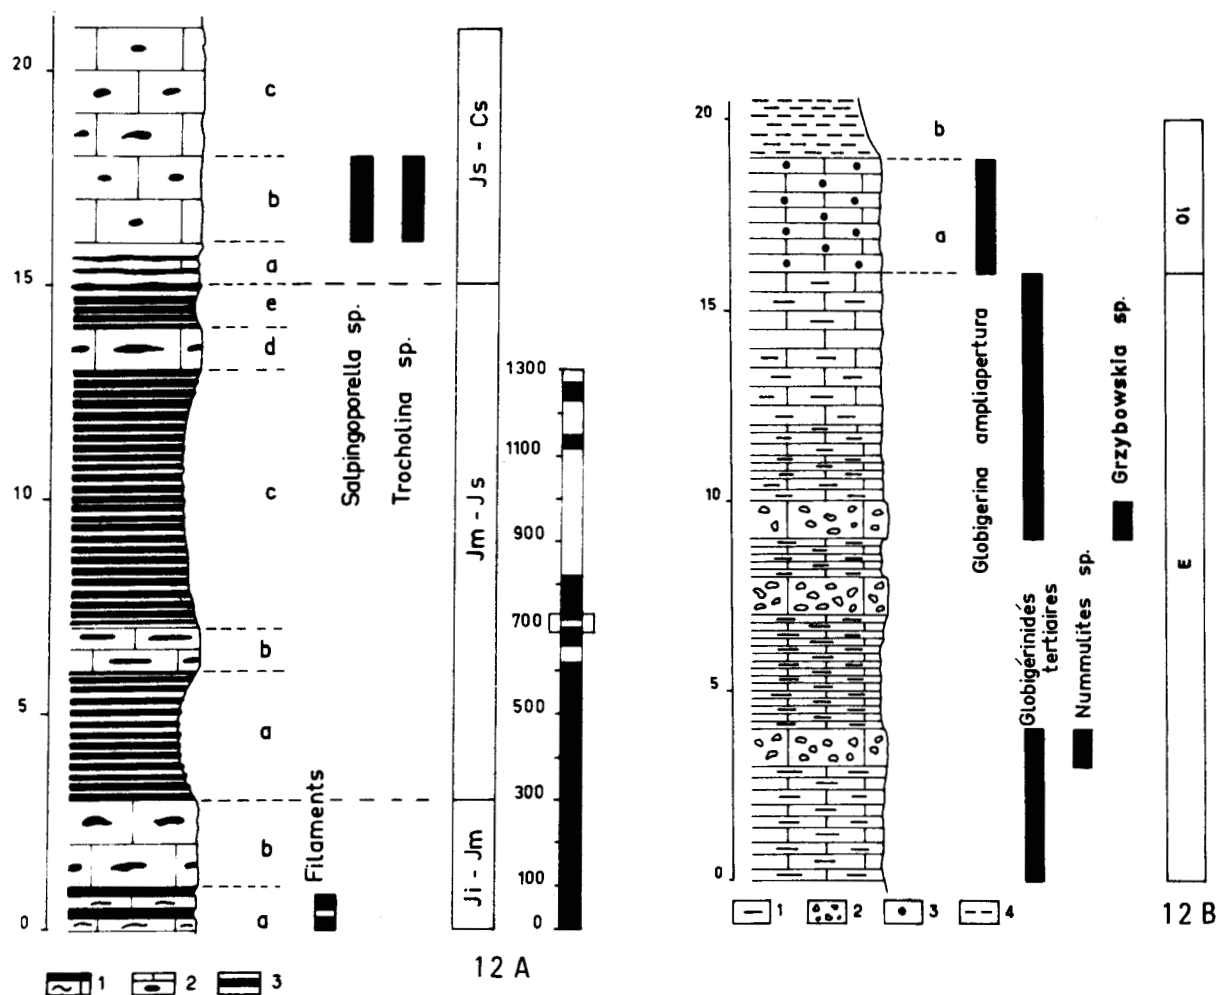 20
15
10
5
0
c
b
a
e
d
c
b
a
b
a
Filaments
Salpingoporella sp.
Trocholina sp.
Js - Cs
Jm - Js
Ji - Jm
1300
1100
900
700
500
300
100
0
1
2
3
12 A
20
15
10
5
0
b
a
Globigerina ampliapertura
Globigérinidés
tertiaires
Nummulites sp.
Grzybowskia sp.
Ol
E
1
2
3
4
12 B